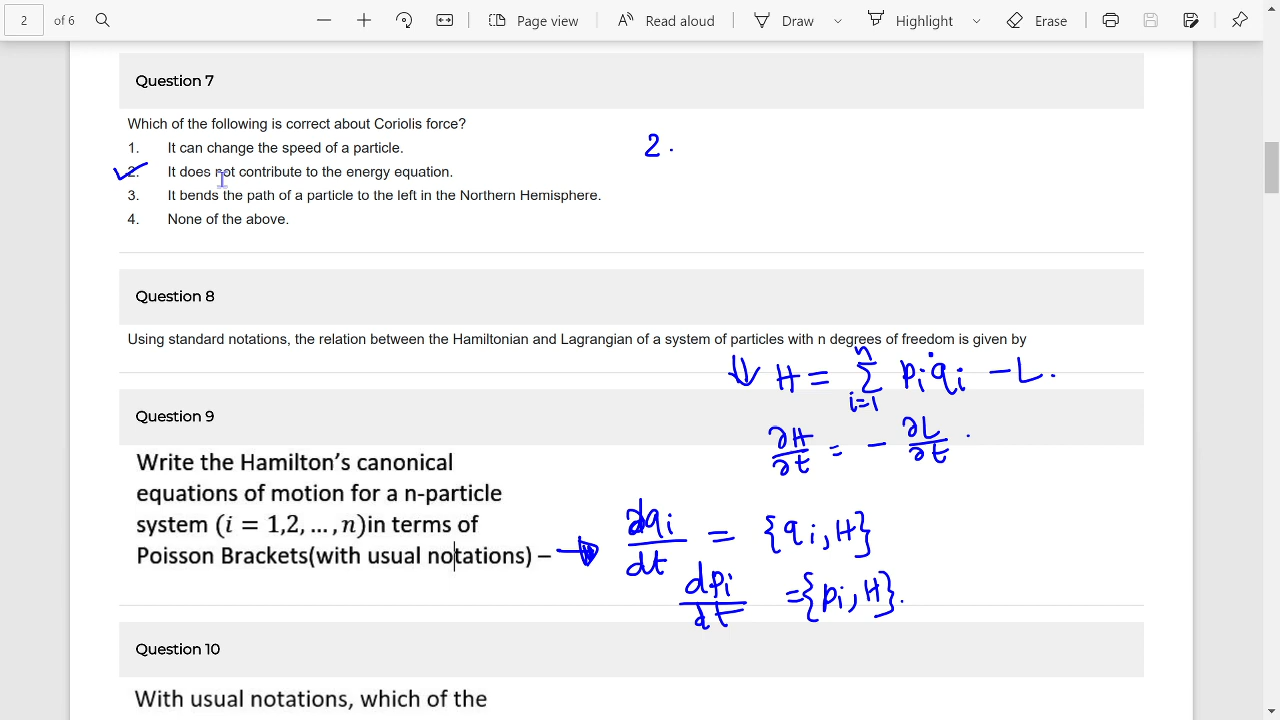 2 of 6 Page view Read aloud Draw Highlight Erase
Question 7
Which of the following is correct about Coriolis force?
1. It can change the speed of a particle.
2. It does not contribute to the energy equation.
3. It bends the path of a particle to the left in the Northern Hemisphere.
4. None of the above.
2.
Question 8
Using standard notations, the relation between the Hamiltonian and Lagrangian of a system of particles with n degrees of freedom is given by
H = ∑ᵢ₌₁ⁿ pᵢ q̇ᵢ − L.
∂H/∂t = − ∂L/∂t.
Question 9
Write the Hamilton’s canonical
equations of motion for a n-particle
system (𝑖 = 1,2, … , 𝑛)in terms of
Poisson Brackets(with usual notations) –
dqᵢ/dt = {qᵢ, H}
dpᵢ/dt = {pᵢ, H}.
Question 10
With usual notations, which of the